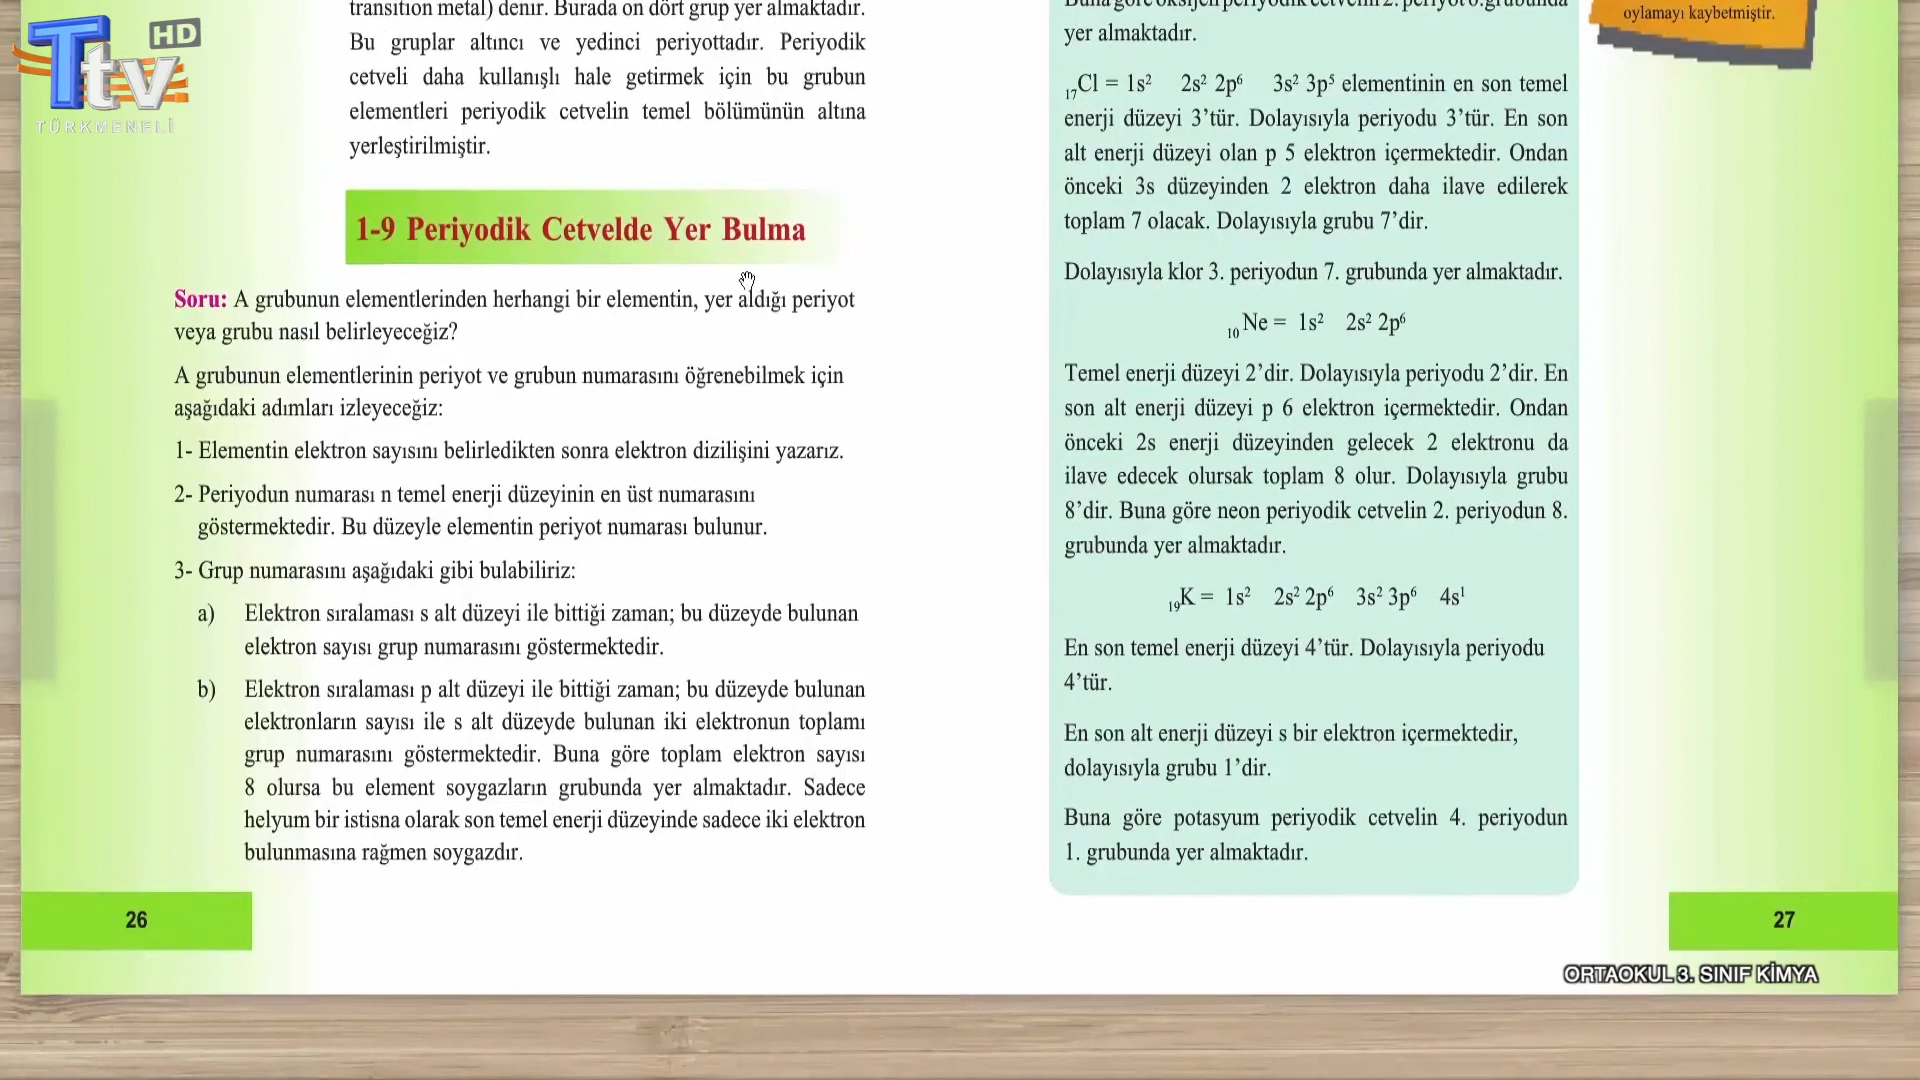 Ttv HD
TÜRKMENELİ
transition metal) denir. Burada on dört grup yer almaktadır.
Bu gruplar altıncı ve yedinci periyottadır. Periyodik
cetveli daha kullanışlı hale getirmek için bu grubun
elementleri periyodik cetvelin temel bölümünün altına
yerleştirilmiştir.
1-9 Periyodik Cetvelde Yer Bulma
Soru: A grubunun elementlerinden herhangi bir elementin, yer aldığı periyot
veya grubu nasıl belirleyeceğiz?
A grubunun elementlerinin periyot ve grubun numarasını öğrenebilmek için
aşağıdaki adımları izleyeceğiz:
1- Elementin elektron sayısını belirledikten sonra elektron dizilişini yazarız.
2- Periyodun numarası n temel enerji düzeyinin en üst numarasını
göstermektedir. Bu düzeyle elementin periyot numarası bulunur.
3- Grup numarasını aşağıdaki gibi bulabiliriz:
a) Elektron sıralaması s alt düzeyi ile bittiği zaman; bu düzeyde bulunan
elektron sayısı grup numarasını göstermektedir.
b) Elektron sıralaması p alt düzeyi ile bittiği zaman; bu düzeyde bulunan
elektronların sayısı ile s alt düzeyde bulunan iki elektronun toplamı
grup numarasını göstermektedir. Buna göre toplam elektron sayısı
8 olursa bu element soygazların grubunda yer almaktadır. Sadece
helyum bir istisna olarak son temel enerji düzeyinde sadece iki elektron
bulunmasına rağmen soygazdır.
26
Buna göre oksijen periyodik cetvelin 2. periyot 6.grubunda
yer almaktadır.
₁₇Cl = 1s² 2s² 2p⁶ 3s² 3p⁵ elementinin en son temel
enerji düzeyi 3’tür. Dolayısıyla periyodu 3’tür. En son
alt enerji düzeyi olan p 5 elektron içermektedir. Ondan
önceki 3s düzeyinden 2 elektron daha ilave edilerek
toplam 7 olacak. Dolayısıyla grubu 7’dir.
Dolayısıyla klor 3. periyodun 7. grubunda yer almaktadır.
₁₀Ne = 1s² 2s² 2p⁶
Temel enerji düzeyi 2’dir. Dolayısıyla periyodu 2’dir. En
son alt enerji düzeyi p 6 elektron içermektedir. Ondan
önceki 2s enerji düzeyinden gelecek 2 elektronu da
ilave edecek olursak toplam 8 olur. Dolayısıyla grubu
8’dir. Buna göre neon periyodik cetvelin 2. periyodun 8.
grubunda yer almaktadır.
₁₉K = 1s² 2s² 2p⁶ 3s² 3p⁶ 4s¹
En son temel enerji düzeyi 4’tür. Dolayısıyla periyodu
4’tür.
En son alt enerji düzeyi s bir elektron içermektedir,
dolayısıyla grubu 1’dir.
Buna göre potasyum periyodik cetvelin 4. periyodun
1. grubunda yer almaktadır.
oylamayı kaybetmiştir.
27
ORTAOKUL 3. SINIF KİMYA